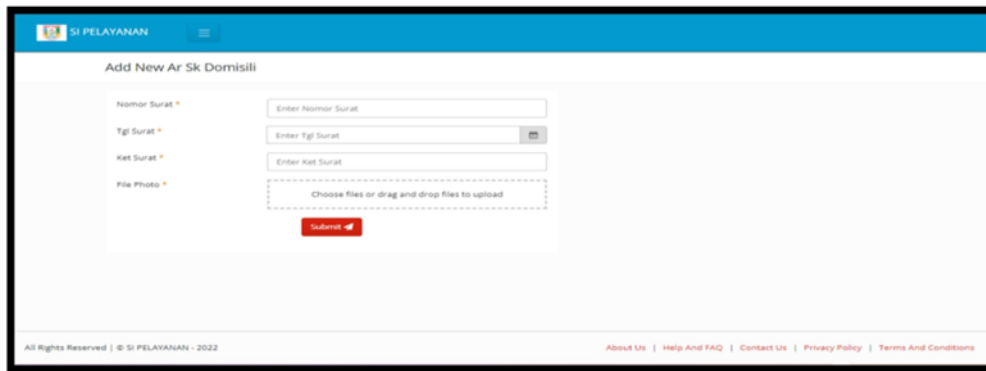 SI PELAYANAN
Add New Ar Sk Domisili
Nomor Surat * Enter Nomor Surat
Tgl Surat * Enter Tgl Surat
Ket Surat * Enter Ket Surat
File Photo * Choose files or drag and drop files to upload
Submit
All Rights Reserved | © SI PELAYANAN - 2022 About Us | Help And FAQ | Contact Us | Privacy Policy | Terms And Conditions